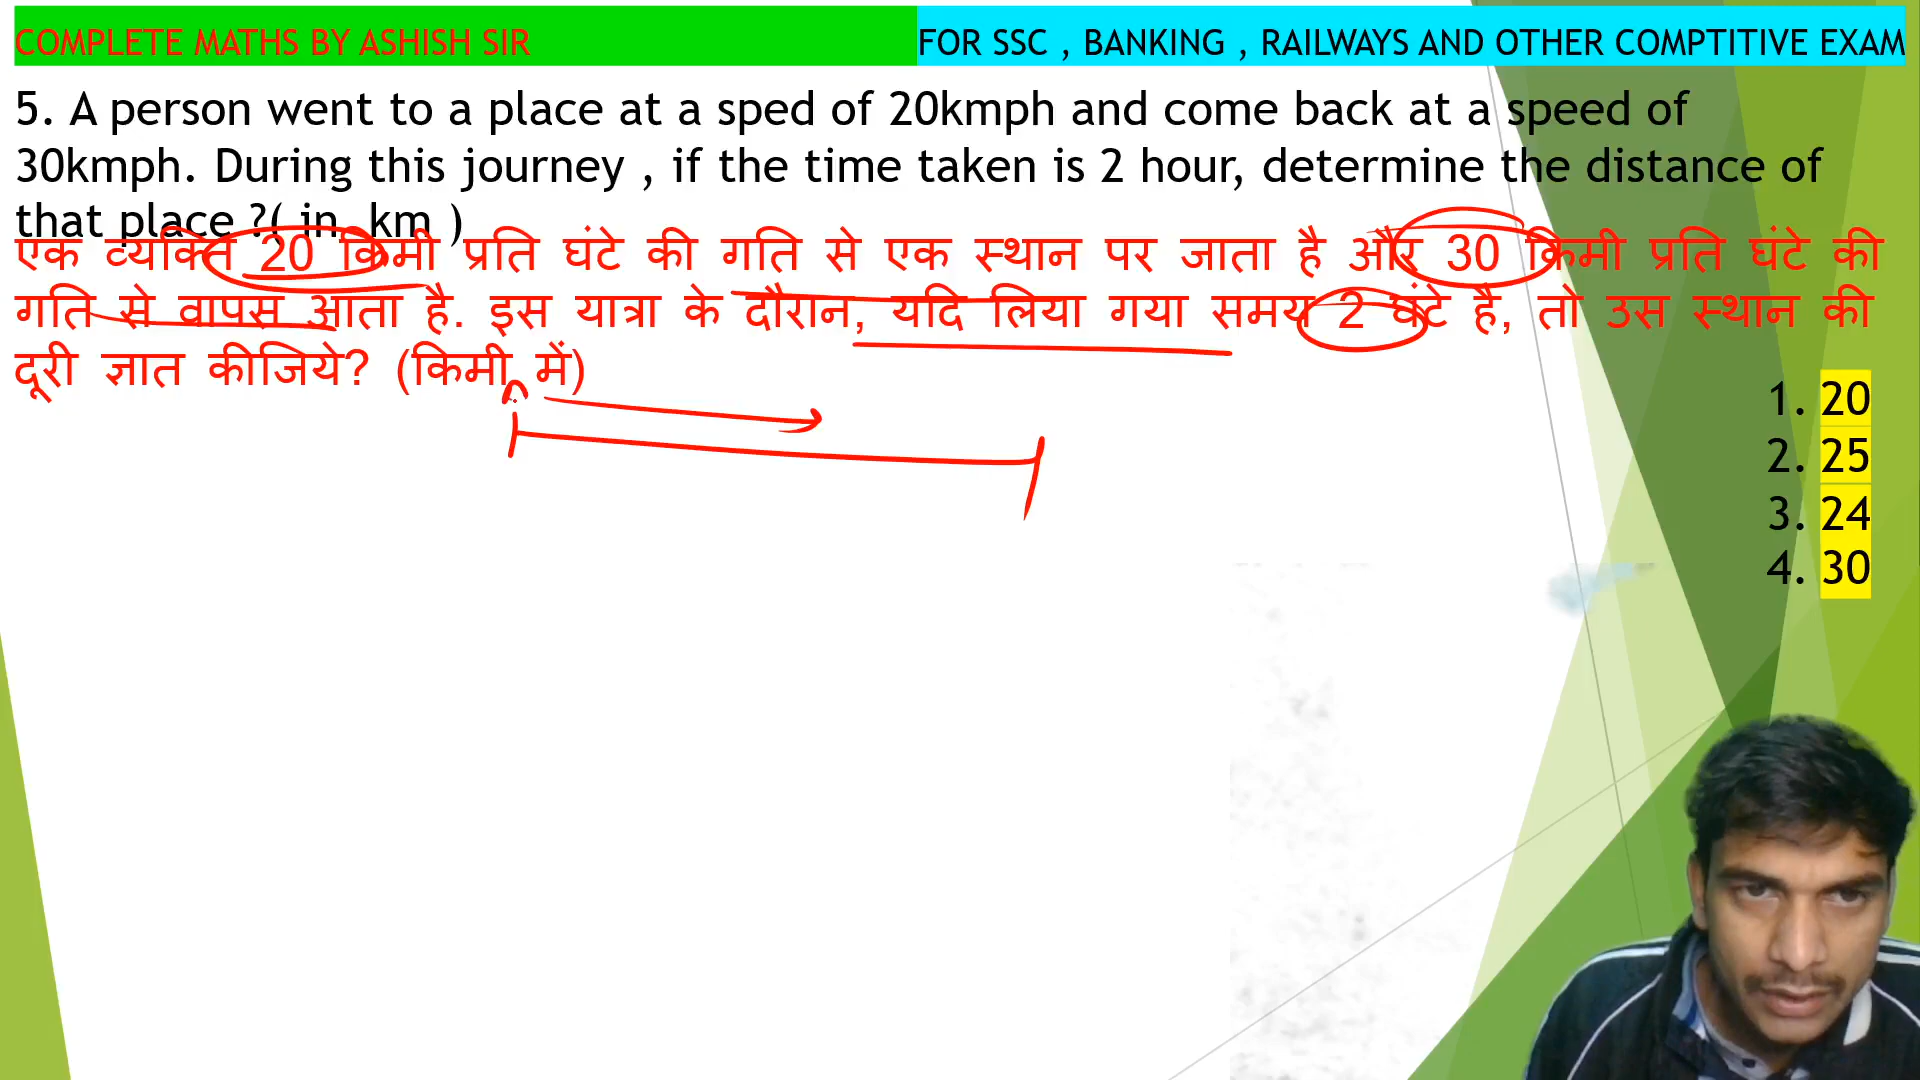 COMPLETE MATHS BY ASHISH SIR FOR SSC , BANKING , RAILWAYS AND OTHER COMPTITIVE EXAM
5. A person went to a place at a sped of 20kmph and come back at a speed of
30kmph. During this journey , if the time taken is 2 hour, determine the distance of
that place ?( in km )
एक व्यक्ति 20 किमी प्रति घंटे की गति से एक स्थान पर जाता है और 30 किमी प्रति घंटे की
गति से वापस आता है. इस यात्रा के दौरान, यदि लिया गया समय 2 घंटे है, तो उस स्थान की
दूरी ज्ञात कीजिये? (किमी में)
1. 20
2. 25
3. 24
4. 30